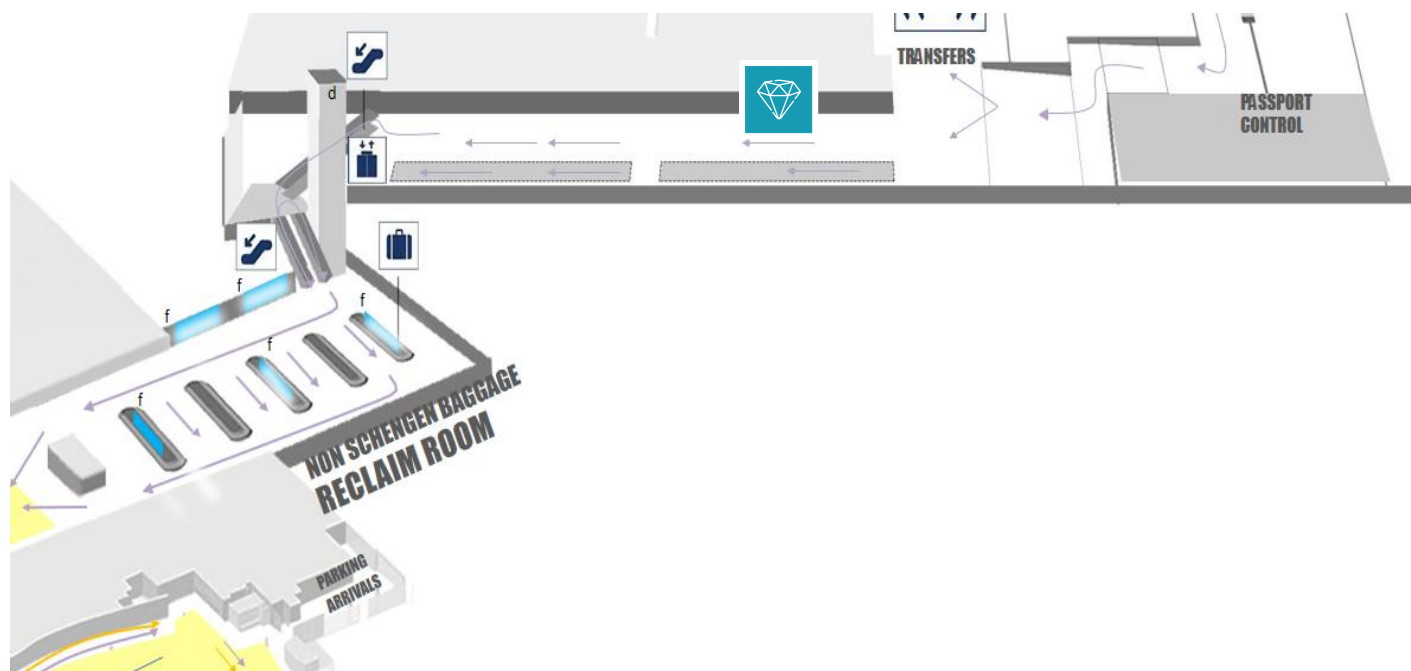 TRANSFERS
PASSPORT
CONTROL
d
f
f
f
f
f
NON SCHENGEN BAGGAGE
RECLAIM ROOM
PARKING
ARRIVALS